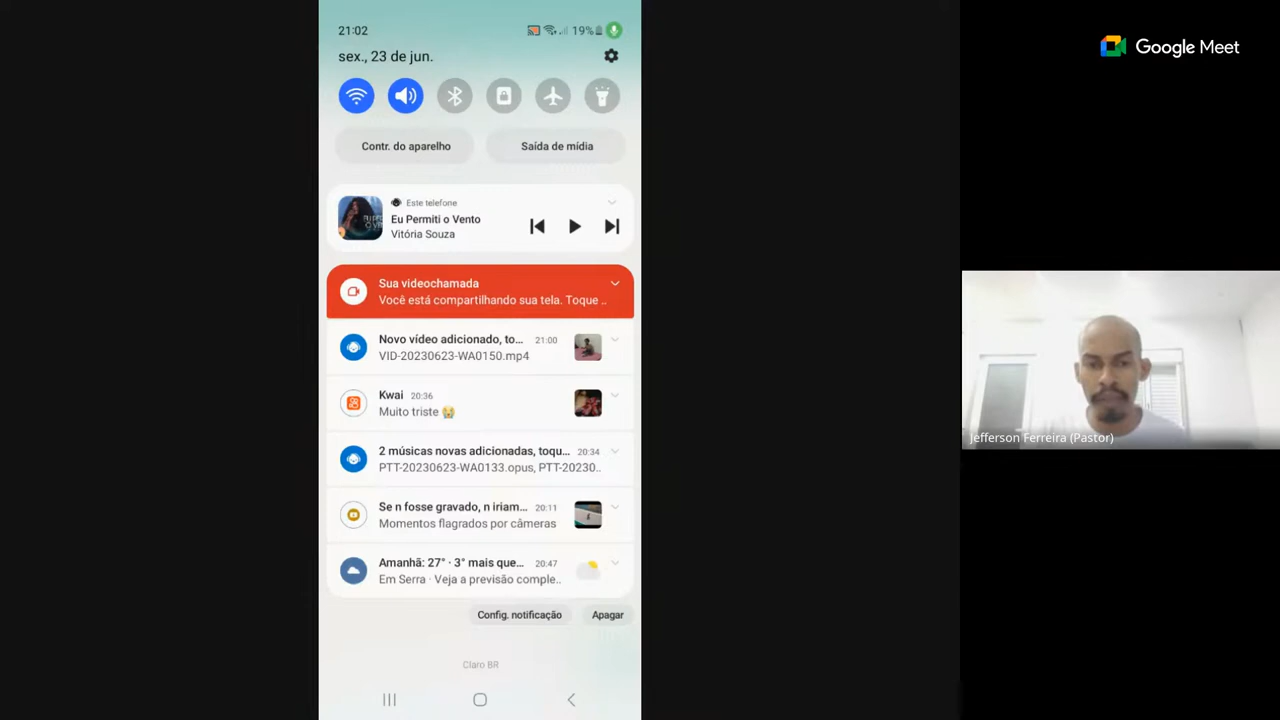 21:02
19%
sex., 23 de jun.
Contr. do aparelho
Saída de mídia
Este telefone
Eu Permiti o Vento
Vitória Souza
Sua videochamada
Você está compartilhando sua tela. Toque ..
Novo vídeo adicionado, to... 21:00
VID-20230623-WA0150.mp4
Kwai 20:36
Muito triste 😭
2 músicas novas adicionadas, toqu... 20:34
PTT-20230623-WA0133.opus, PTT-20230..
Se n fosse gravado, n iriam... 20:11
Momentos flagrados por câmeras
Amanhã: 27° · 3° mais que... 20:47
Em Serra · Veja a previsão comple..
Config. notificação
Apagar
Claro BR
Google Meet
Jefferson Ferreira (Pastor)